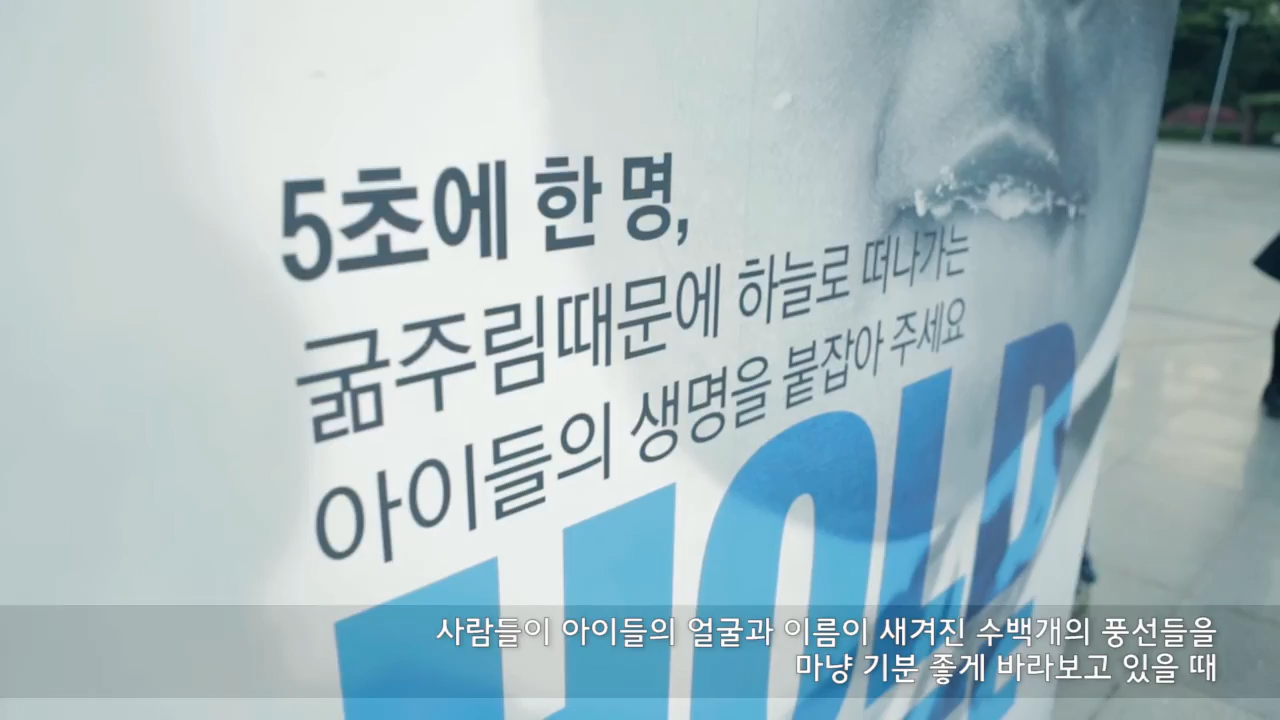 5초에 한 명,
굶주림때문에 하늘로 떠나가는
아이들의 생명을 붙잡아 주세요
HOLD
사람들이 아이들의 얼굴과 이름이 새겨진 수백개의 풍선들을
마냥 기분 좋게 바라보고 있을 때